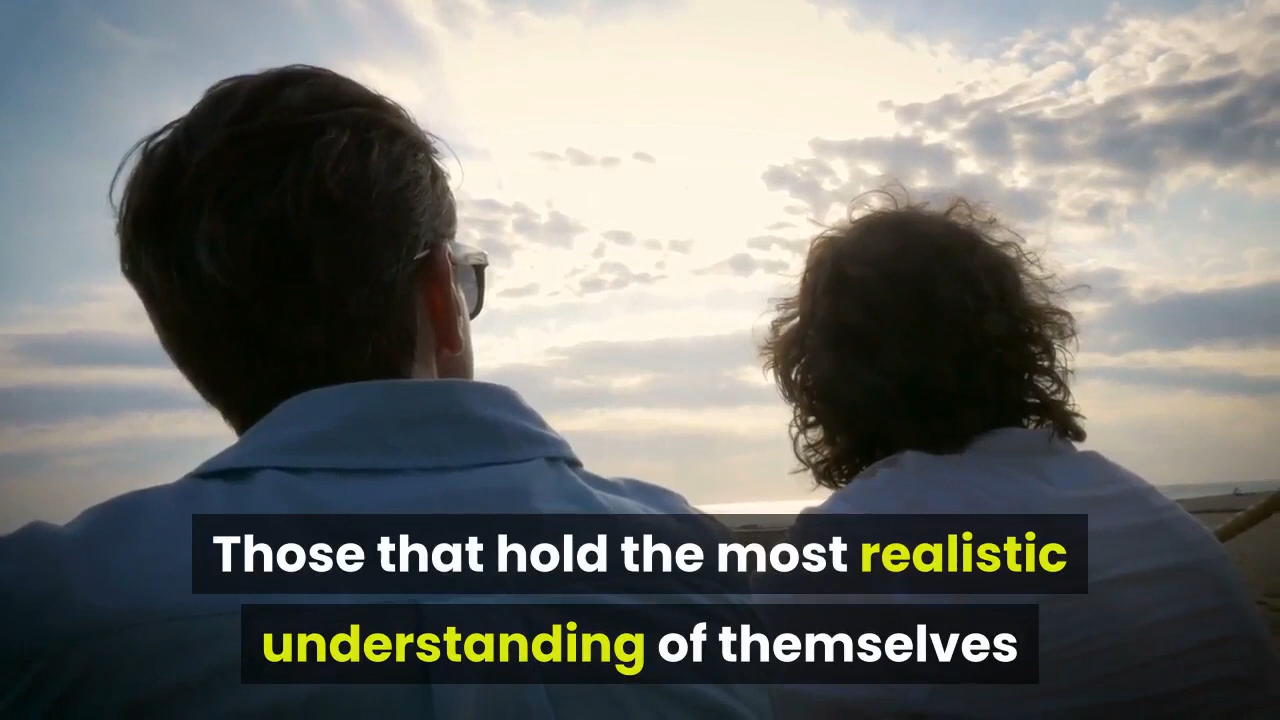 Those that hold the most realistic
understanding of themselves